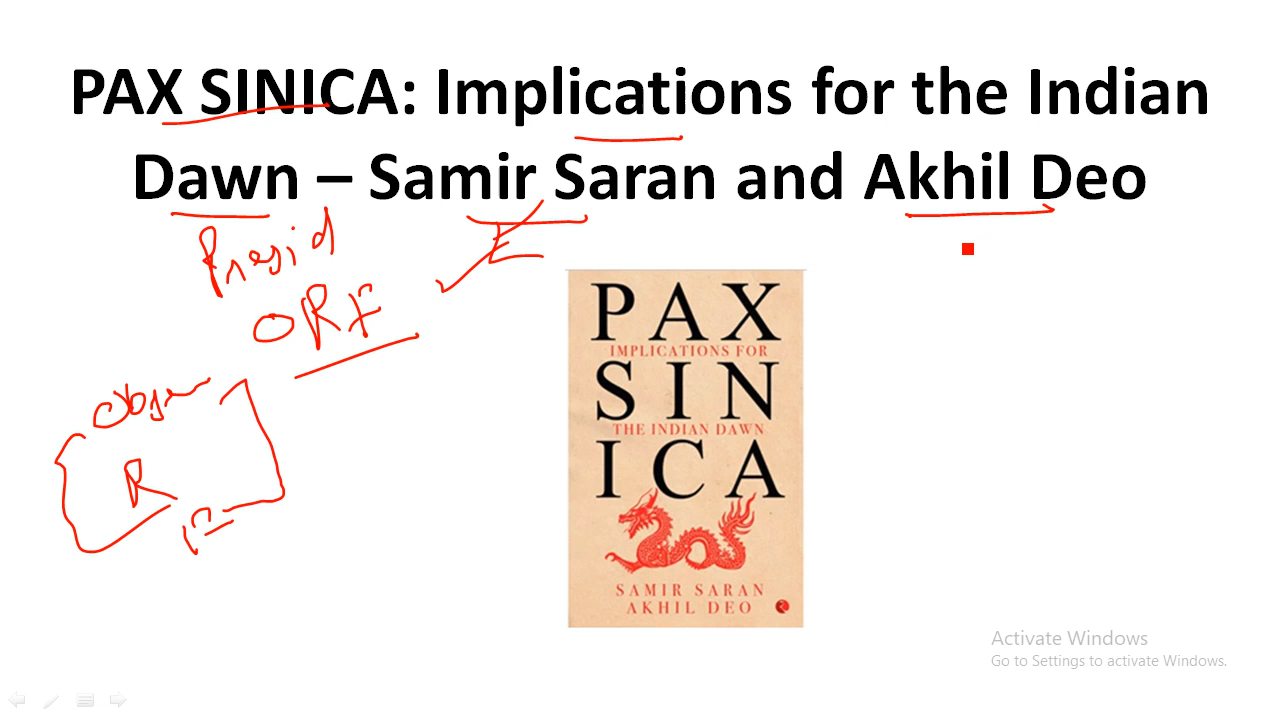 PAX SINICA: Implications for the Indian
Dawn – Samir Saran and Akhil Deo
ORF
R
PAX
IMPLICATIONS FOR
SIN
THE INDIAN DAWN
ICA
SAMIR SARAN
AKHIL DEO
Activate Windows
Go to Settings to activate Windows.